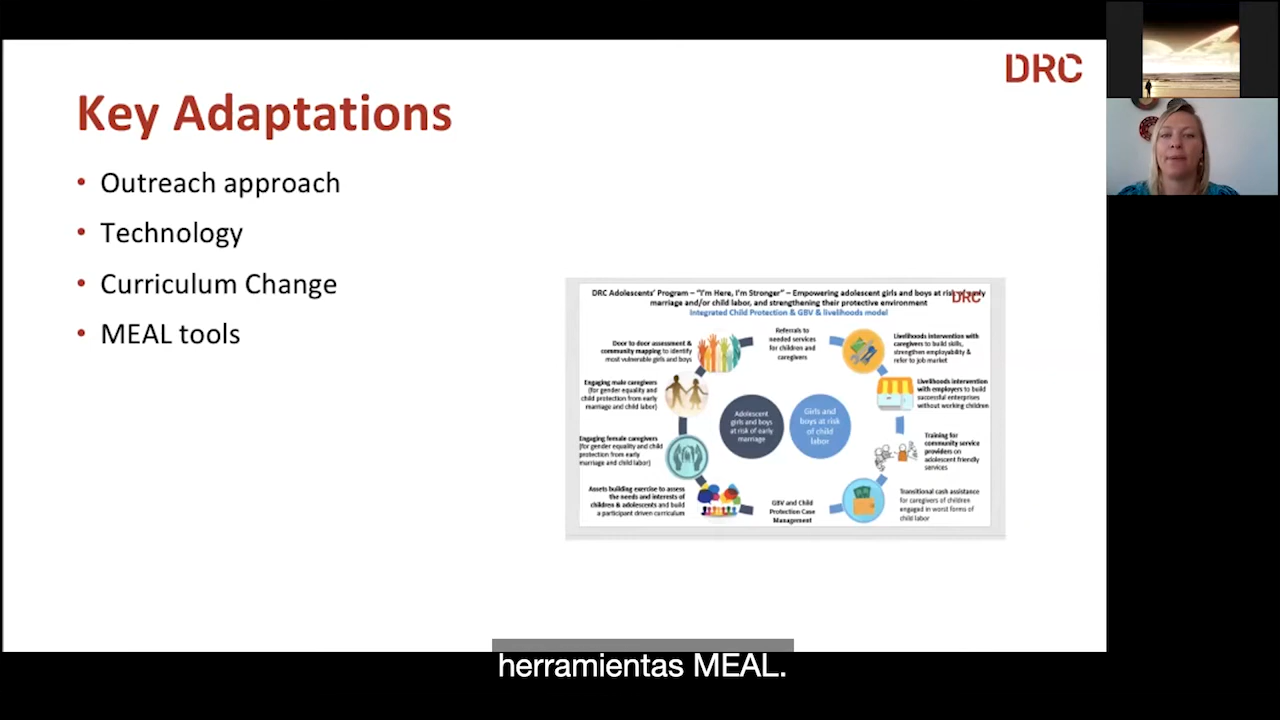 DRC
Key Adaptations
• Outreach approach
• Technology
• Curriculum Change
• MEAL tools
DRC Adolescents' Program – "I'm Here, I'm Stronger" – Empowering adolescent girls and boys at risk of early
marriage and/or child labor, and strengthening their protective environment
DRC
Integrated Child Protection & GBV & livelihoods model
Door to door assessment &
community mapping to identify
most vulnerable girls and boys
Referrals to
needed services
for children and
caregivers
Livelihoods intervention with
caregivers to build skills,
strengthen employability &
refer to job market
Engaging male caregivers
(for gender equality and
child protection from early
marriage and child labor)
Adolescent
girls and boys
at risk of early
marriage
Girls and
boys at risk
of child
labor
Livelihoods intervention
with employers to build
successful enterprises
without working children
Engaging female caregivers
(for gender equality and child
protection from early
marriage and child labor)
Training for
community service
providers on
adolescent friendly
services
Assets building exercise to assess
the needs and interests of
children & adolescents and build
a participant driven curriculum
GBV and Child
Protection Case
Management
Transitional cash assistance
for caregivers of children
engaged in worst forms of
child labor
herramientas MEAL.